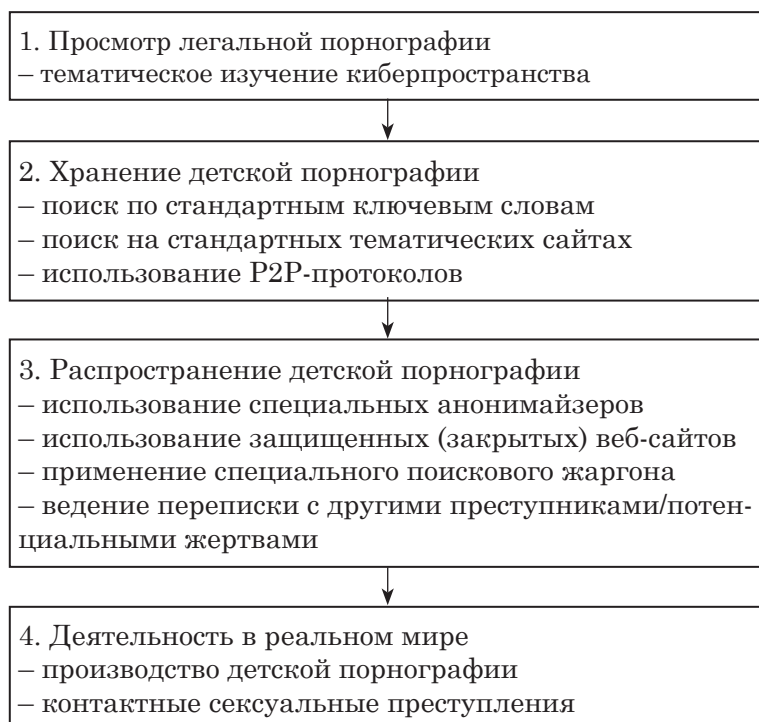 1. Просмотр легальной порнографии
– тематическое изучение киберпространства
2. Хранение детской порнографии
– поиск по стандартным ключевым словам
– поиск на стандартных тематических сайтах
– использование P2P-протоколов
3. Распространение детской порнографии
– использование специальных анонимайзеров
– использование защищенных (закрытых) веб-сайтов
– применение специального поискового жаргона
– ведение переписки с другими преступниками/потен-
циальными жертвами
4. Деятельность в реальном мире
– производство детской порнографии
– контактные сексуальные преступления